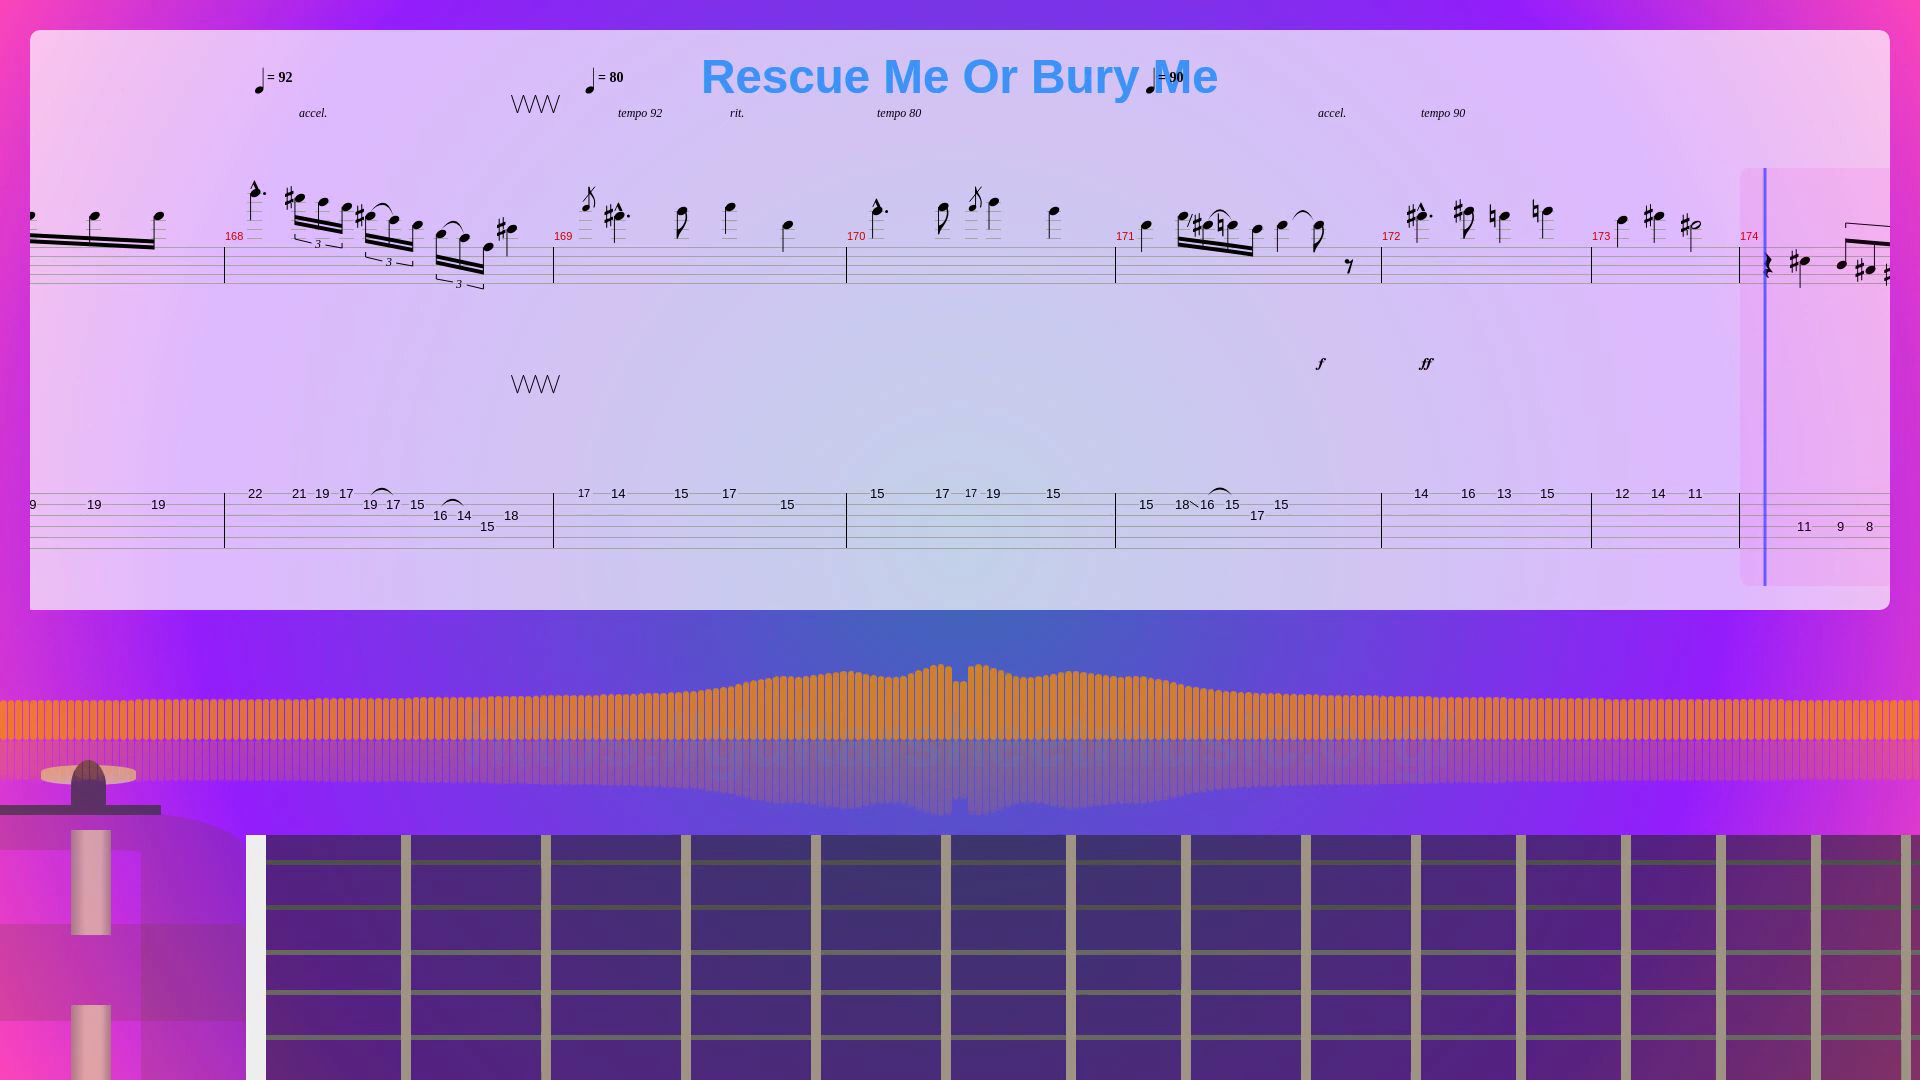 Rescue Me Or Bury Me
= 92 = 80 = 90
accel. tempo 92 rit. tempo 80 accel. tempo 90
168 169 170 171 172 173 174
3 3 3
f ff
22 21 19 17 17 14 15 17 15 17 17 19 15 14 16 13 15 12 14 11
9 19 19 19 17 15 15 15 18 16 15 15
16 14 18 17
15 11 9 8